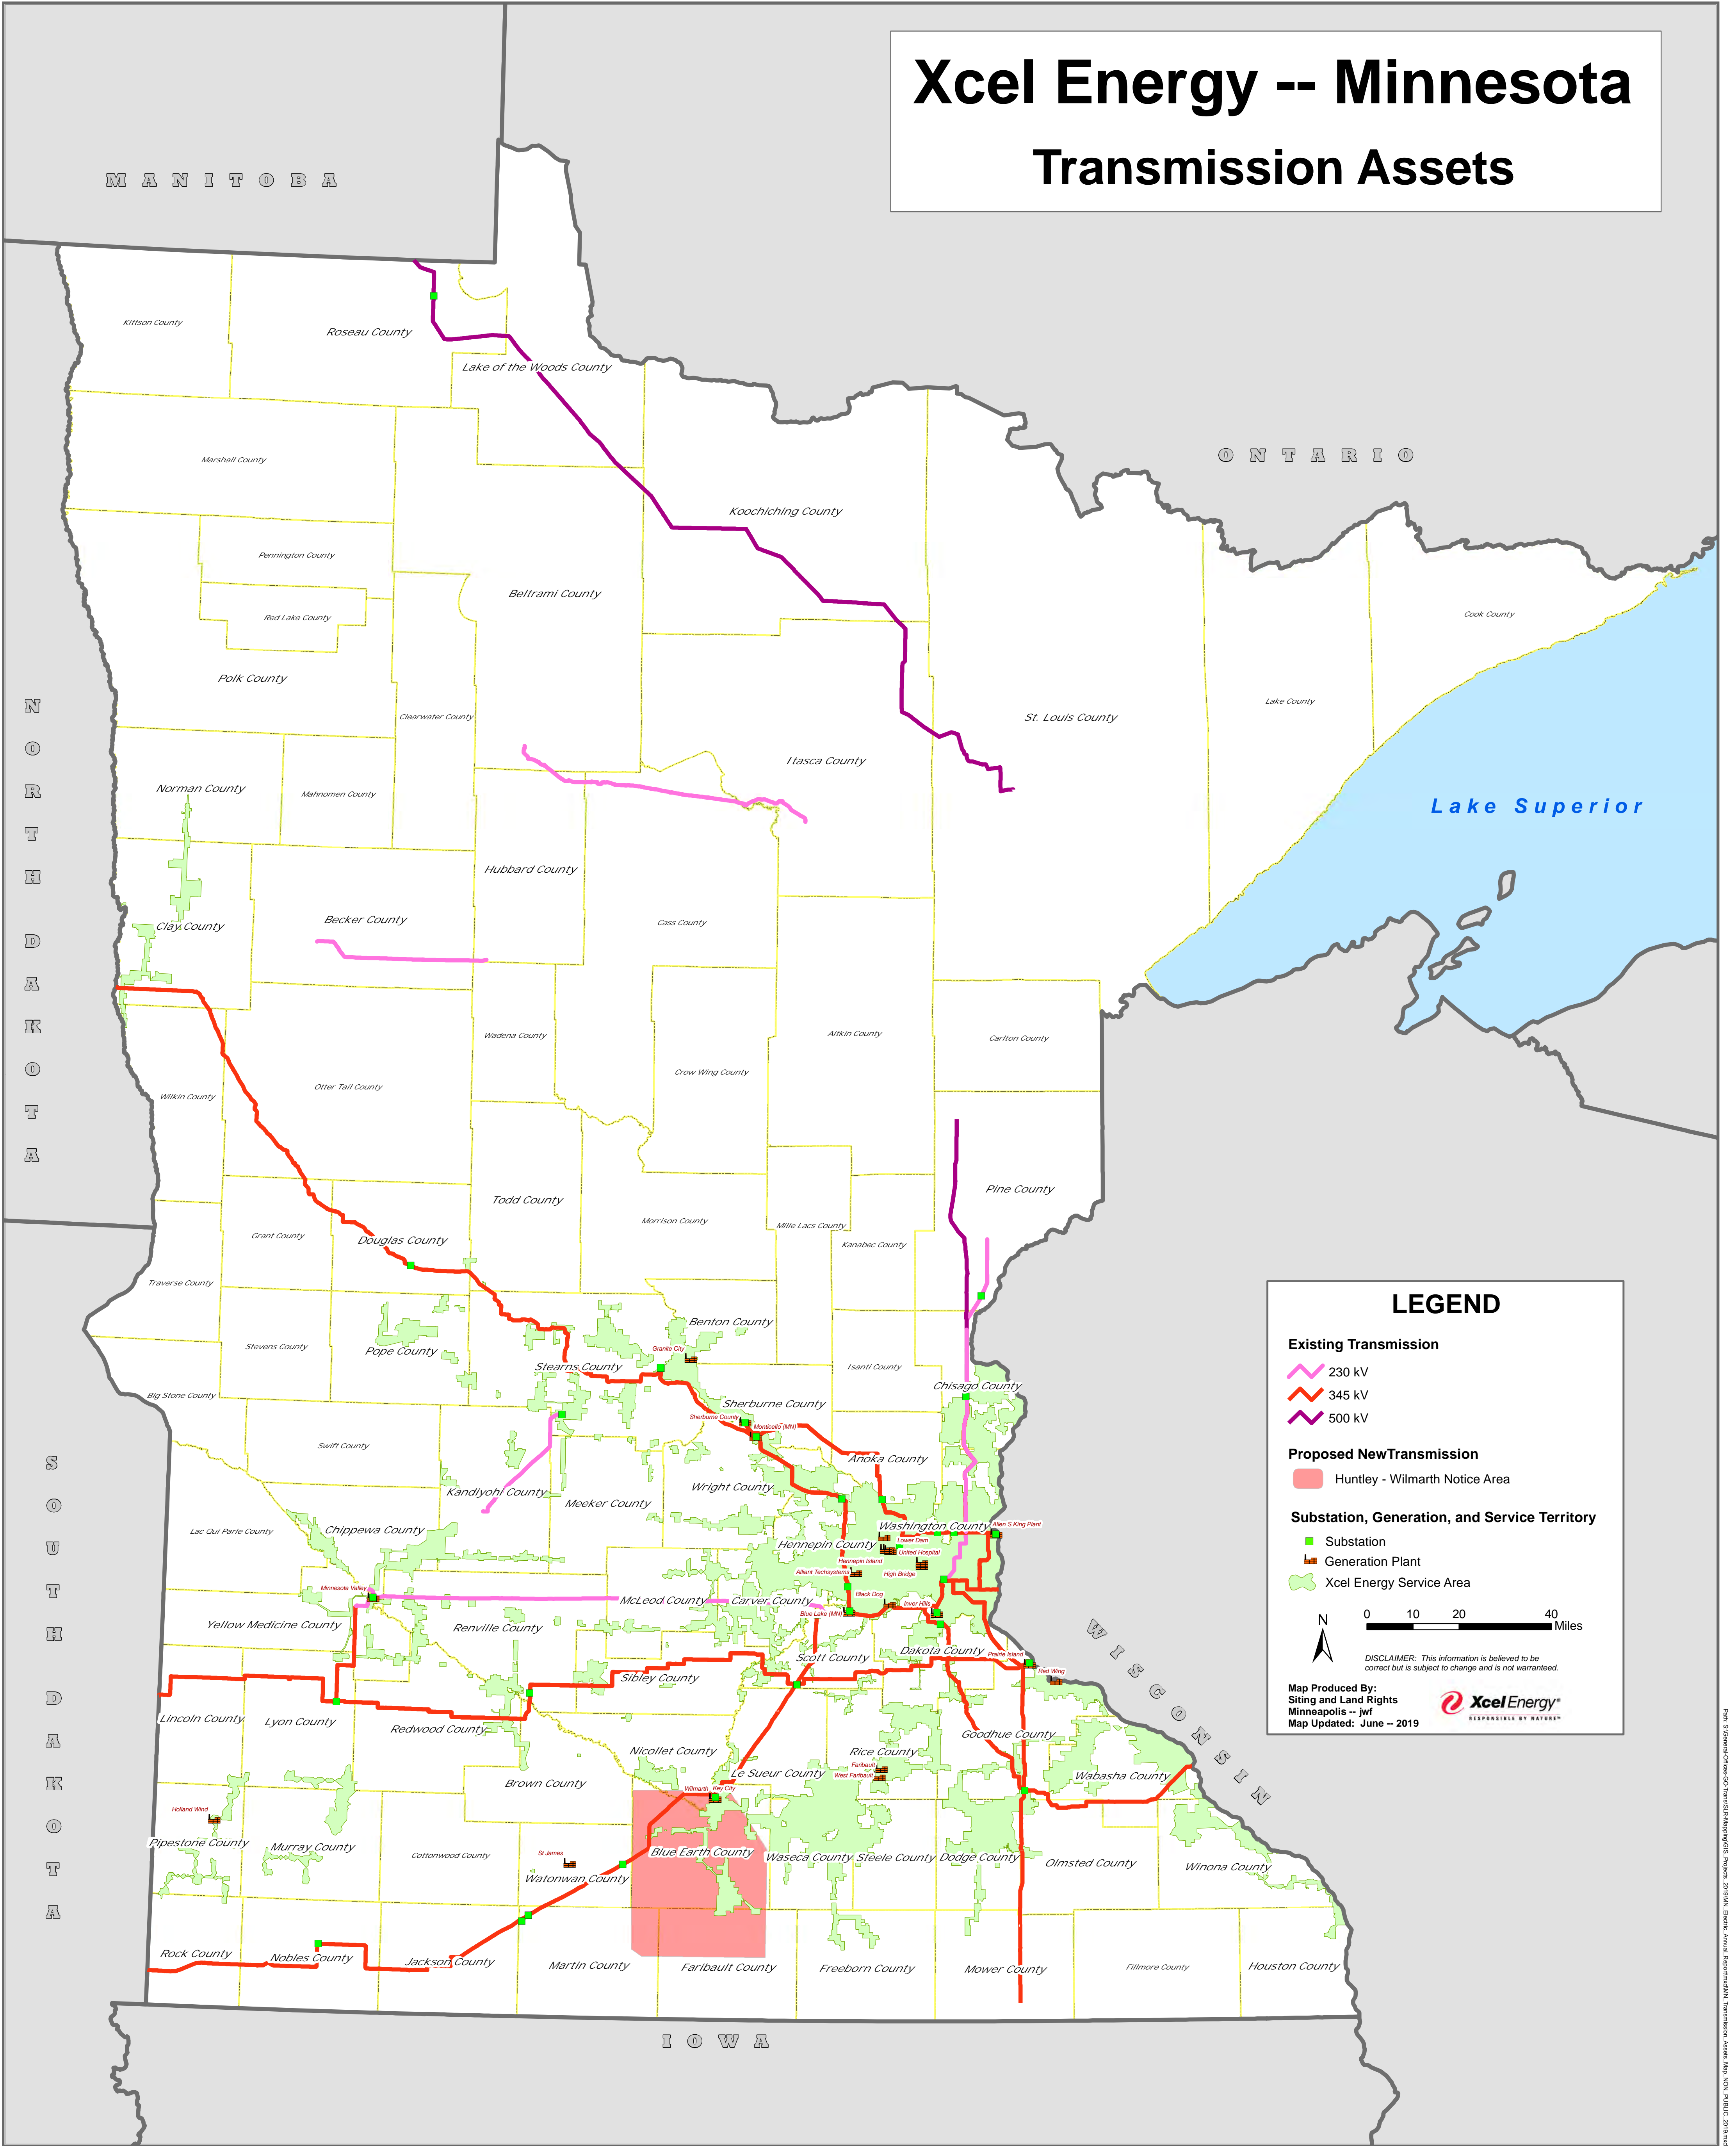 Xcel Energy -- Minnesota
Transmission Assets
MANITOBA
ONTARIO
NORTH DAKOTA
SOUTH DAKOTA
WISCONSIN
IOWA
Lake Superior
Kittson County
Roseau County
Lake of the Woods County
Marshall County
Koochiching County
Pennington County
Beltrami County
Red Lake County
Cook County
Polk County
Clearwater County
St. Louis County
Lake County
Itasca County
Norman County
Mahnomen County
Hubbard County
Becker County
Clay County
Cass County
Wadena County
Aitkin County
Carlton County
Crow Wing County
Otter Tail County
Wilkin County
Todd County
Pine County
Morrison County
Mille Lacs County
Grant County
Douglas County
Kanabec County
Traverse County
Benton County
Stevens County
Pope County
Granite City
Stearns County
Isanti County
Chisago County
Big Stone County
Sherburne County
Sherburne County
Monticello (MN)
Swift County
Anoka County
Wright County
Kandiyohi County
Meeker County
Lac Qui Parle County
Chippewa County
Washington County
Allen S King Plant
Hennepin County
Lower Dam
United Hospital
Hennepin Island
Alliant Techsystems
High Bridge
Minnesota Valley
Black Dog
McLeod County
Carver County
Inver Hills
Blue Lake (MN)
Yellow Medicine County
Renville County
Dakota County
Prairie Island
Scott County
Red Wing
Sibley County
Lincoln County
Lyon County
Redwood County
Goodhue County
Nicollet County
Rice County
Faribault
West Faribault
Le Sueur County
Wabasha County
Brown County
Wilmarth
Key City
Holland Wind
Pipestone County
Murray County
Cottonwood County
St James
Watonwan County
Blue Earth County
Waseca County
Steele County
Dodge County
Olmsted County
Winona County
Rock County
Nobles County
Jackson County
Martin County
Faribault County
Freeborn County
Mower County
Fillmore County
Houston County
LEGEND
Existing Transmission
230 kV
345 kV
500 kV
Proposed NewTransmission
Huntley - Wilmarth Notice Area
Substation, Generation, and Service Territory
Substation
Generation Plant
Xcel Energy Service Area
N
0 10 20 40
Miles
DISCLAIMER: This information is believed to be
correct but is subject to change and is not warranteed.
Map Produced By:
Siting and Land Rights
Minneapolis -- jwf
Map Updated: June -- 2019
Xcel Energy®
RESPONSIBLE BY NATURE™